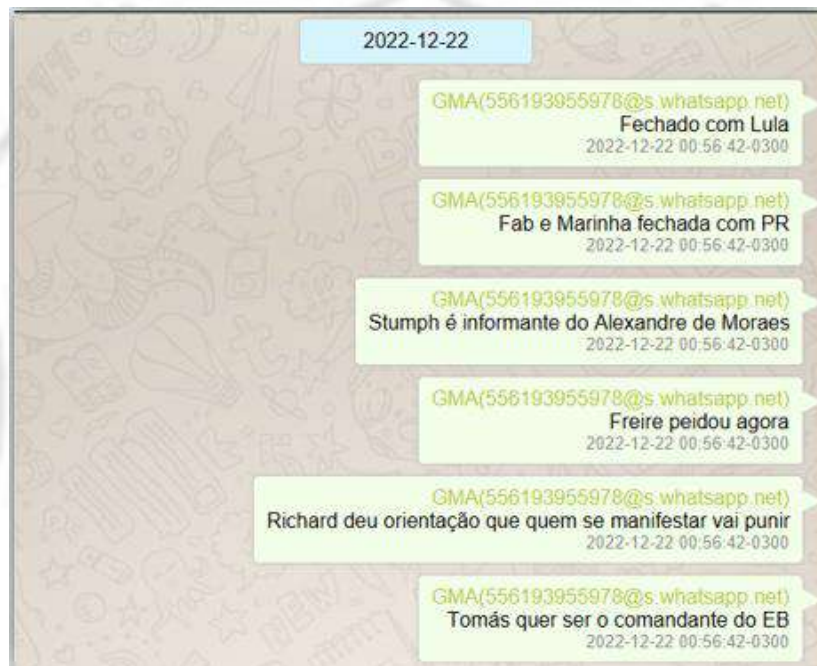 2022-12-22
GMA(556193955978@s.whatsapp.net)
Fechado com Lula
2022-12-22 00:56:42-0300
GMA(556193955978@s.whatsapp.net)
Fab e Marinha fechada com PR
2022-12-22 00:56:42-0300
GMA(556193955978@s.whatsapp.net)
Stumph é informante do Alexandre de Moraes
2022-12-22 00:56:42-0300
GMA(556193955978@s.whatsapp.net)
Freire peidou agora
2022-12-22 00:56:42-0300
GMA(556193955978@s.whatsapp.net)
Richard deu orientação que quem se manifestar vai punir
2022-12-22 00:56:42-0300
GMA(556193955978@s.whatsapp.net)
Tomás quer ser o comandante do EB
2022-12-22 00:56:42-0300